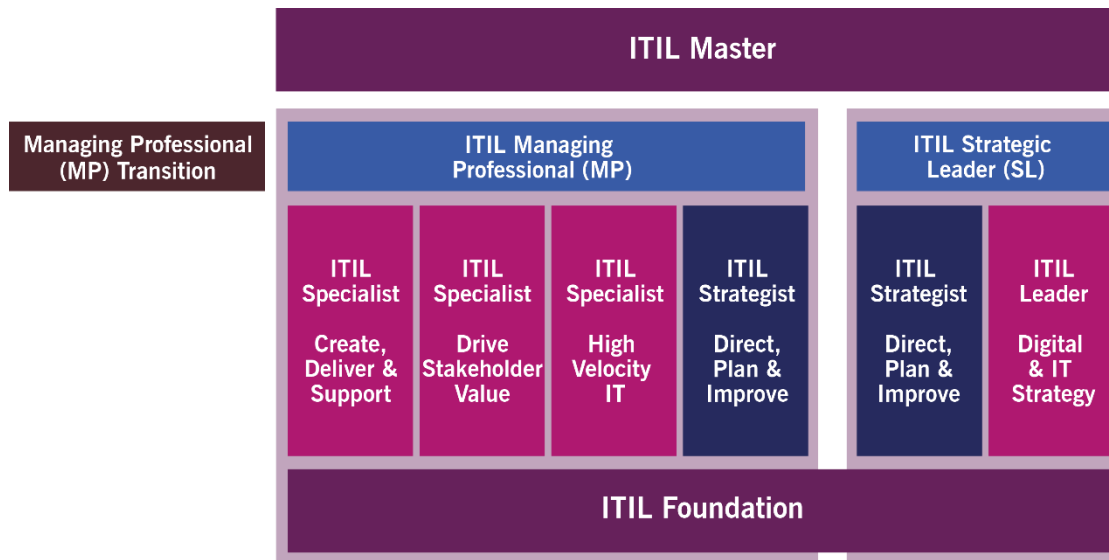 ITIL Master
Managing Professional
(MP) Transition
ITIL Managing
Professional (MP)
ITIL Strategic
Leader (SL)
ITIL
Specialist
Create,
Deliver &
Support
ITIL
Specialist
Drive
Stakeholder
Value
ITIL
Specialist
High
Velocity
IT
ITIL
Strategist
Direct,
Plan &
Improve
ITIL
Strategist
Direct,
Plan &
Improve
ITIL
Leader
Digital
& IT
Strategy
ITIL Foundation